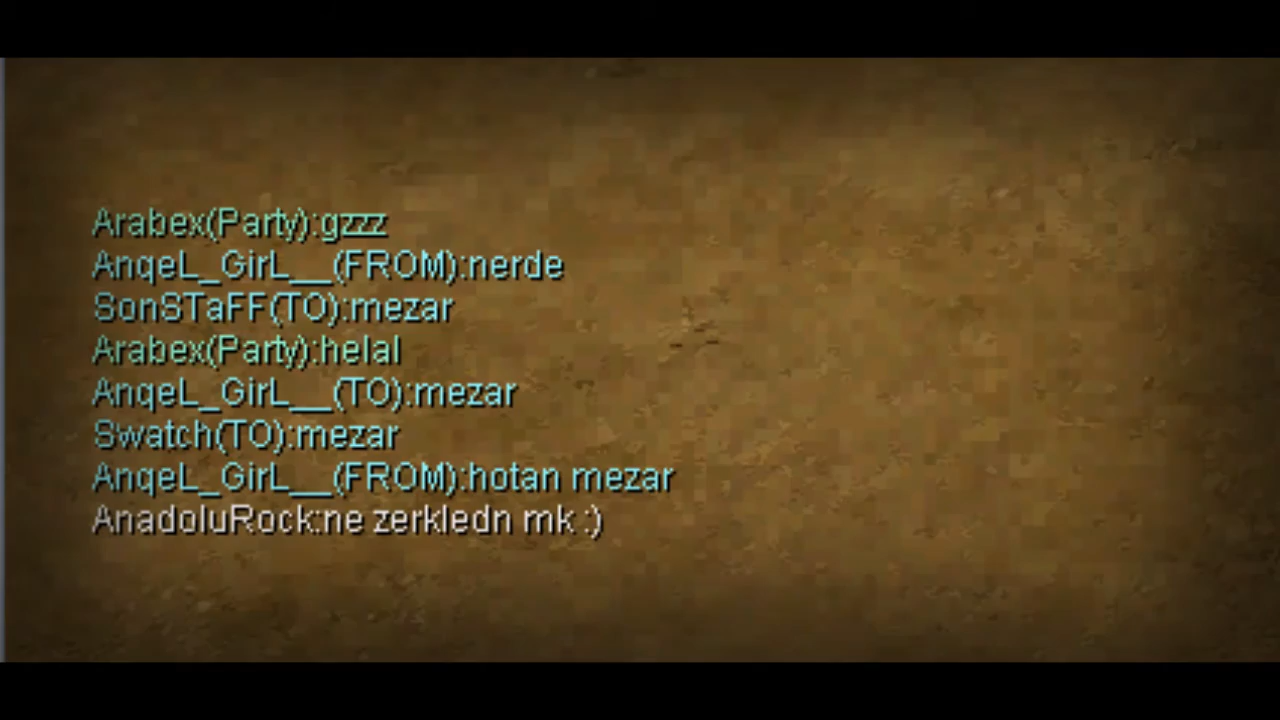 Arabex(Party):gzzz
AnqeL_GirL__(FROM):nerde
SonSTaFF(TO):mezar
Arabex(Party):helal
AnqeL_GirL__(TO):mezar
Swatch(TO):mezar
AnqeL_GirL__(FROM):hotan mezar
AnadoluRock:ne zerkledn mk :)